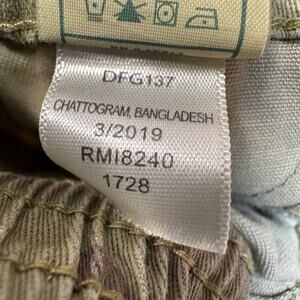 DFG137
CHATTOGRAM, BANGLADESH
3/2019
RMI8240
1728